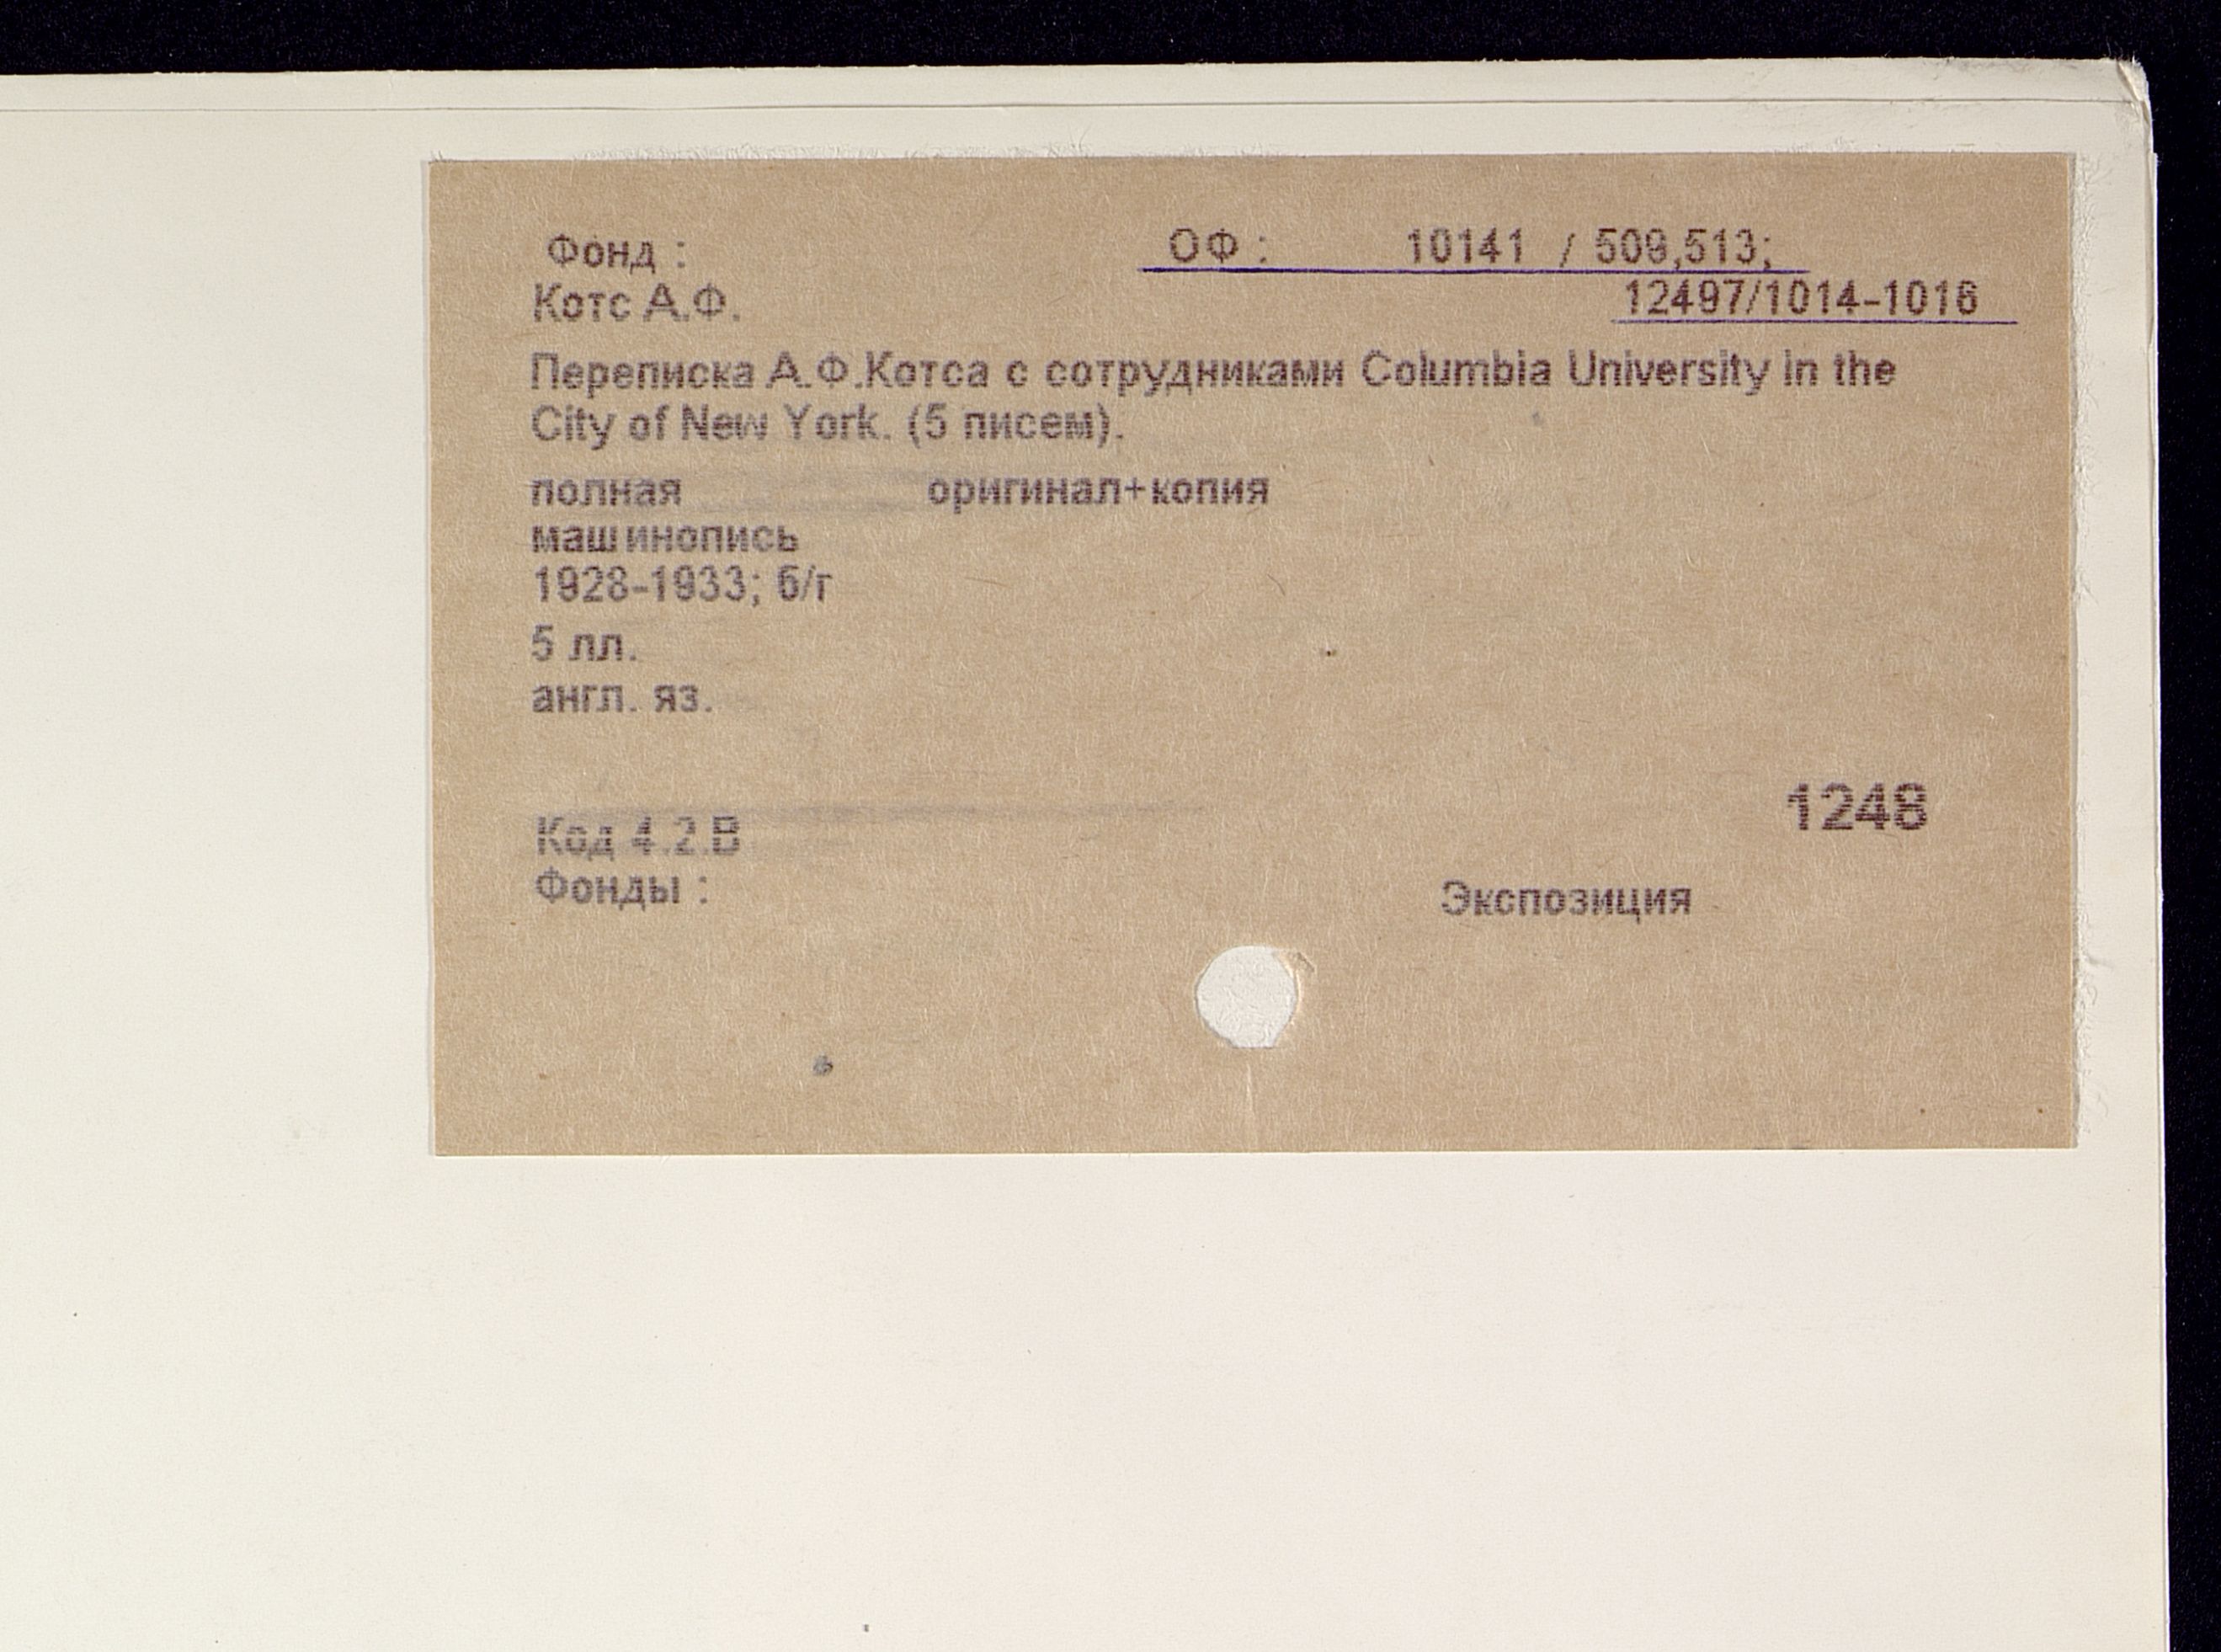 Фонд : ОФ : 10141 / 509,513;
Котс А.Ф. 12497/1014-1016
Переписка А.Ф.Котса с сотрудниками Columbia University in the
City of New York. (5 писем).
полная оригинал+копия
машинопись
1928-1933; б/г
5 лл.
англ. яз.
1248
Код 4.2.В
Фонды : Экспозиция